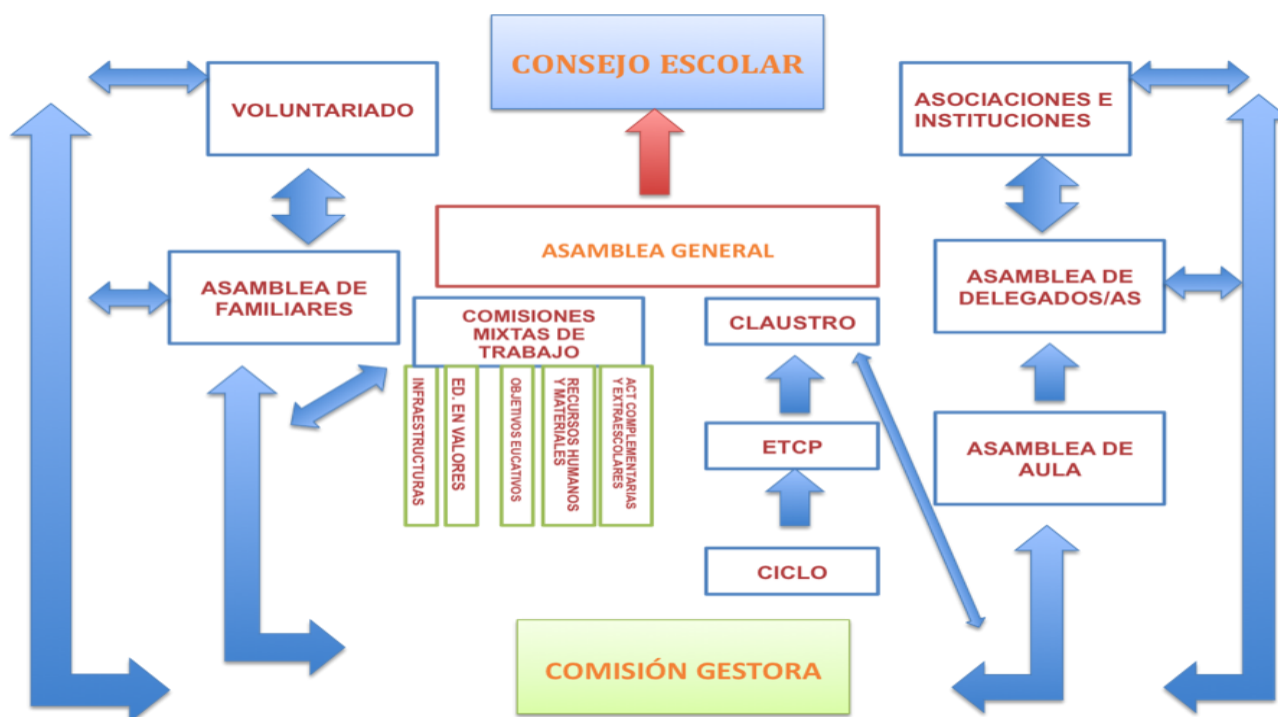 CONSEJO ESCOLAR
VOLUNTARIADO
ASOCIACIONES E
INSTITUCIONES
ASAMBLEA GENERAL
ASAMBLEA DE
FAMILIARES
ASAMBLEA DE
DELEGADOS/AS
COMISIONES
MIXTAS DE
TRABAJO
CLAUSTRO
INFRAESTRUCTURAS
ED. EN VALORES
OBJETIVOS EUCATIVOS
RECURSOS HUMANOS
Y MATERIALES
ACT COMPLEMENTARIAS
Y EXTRAESCOLARES
ETCP
ASAMBLEA DE
AULA
CICLO
COMISIÓN GESTORA